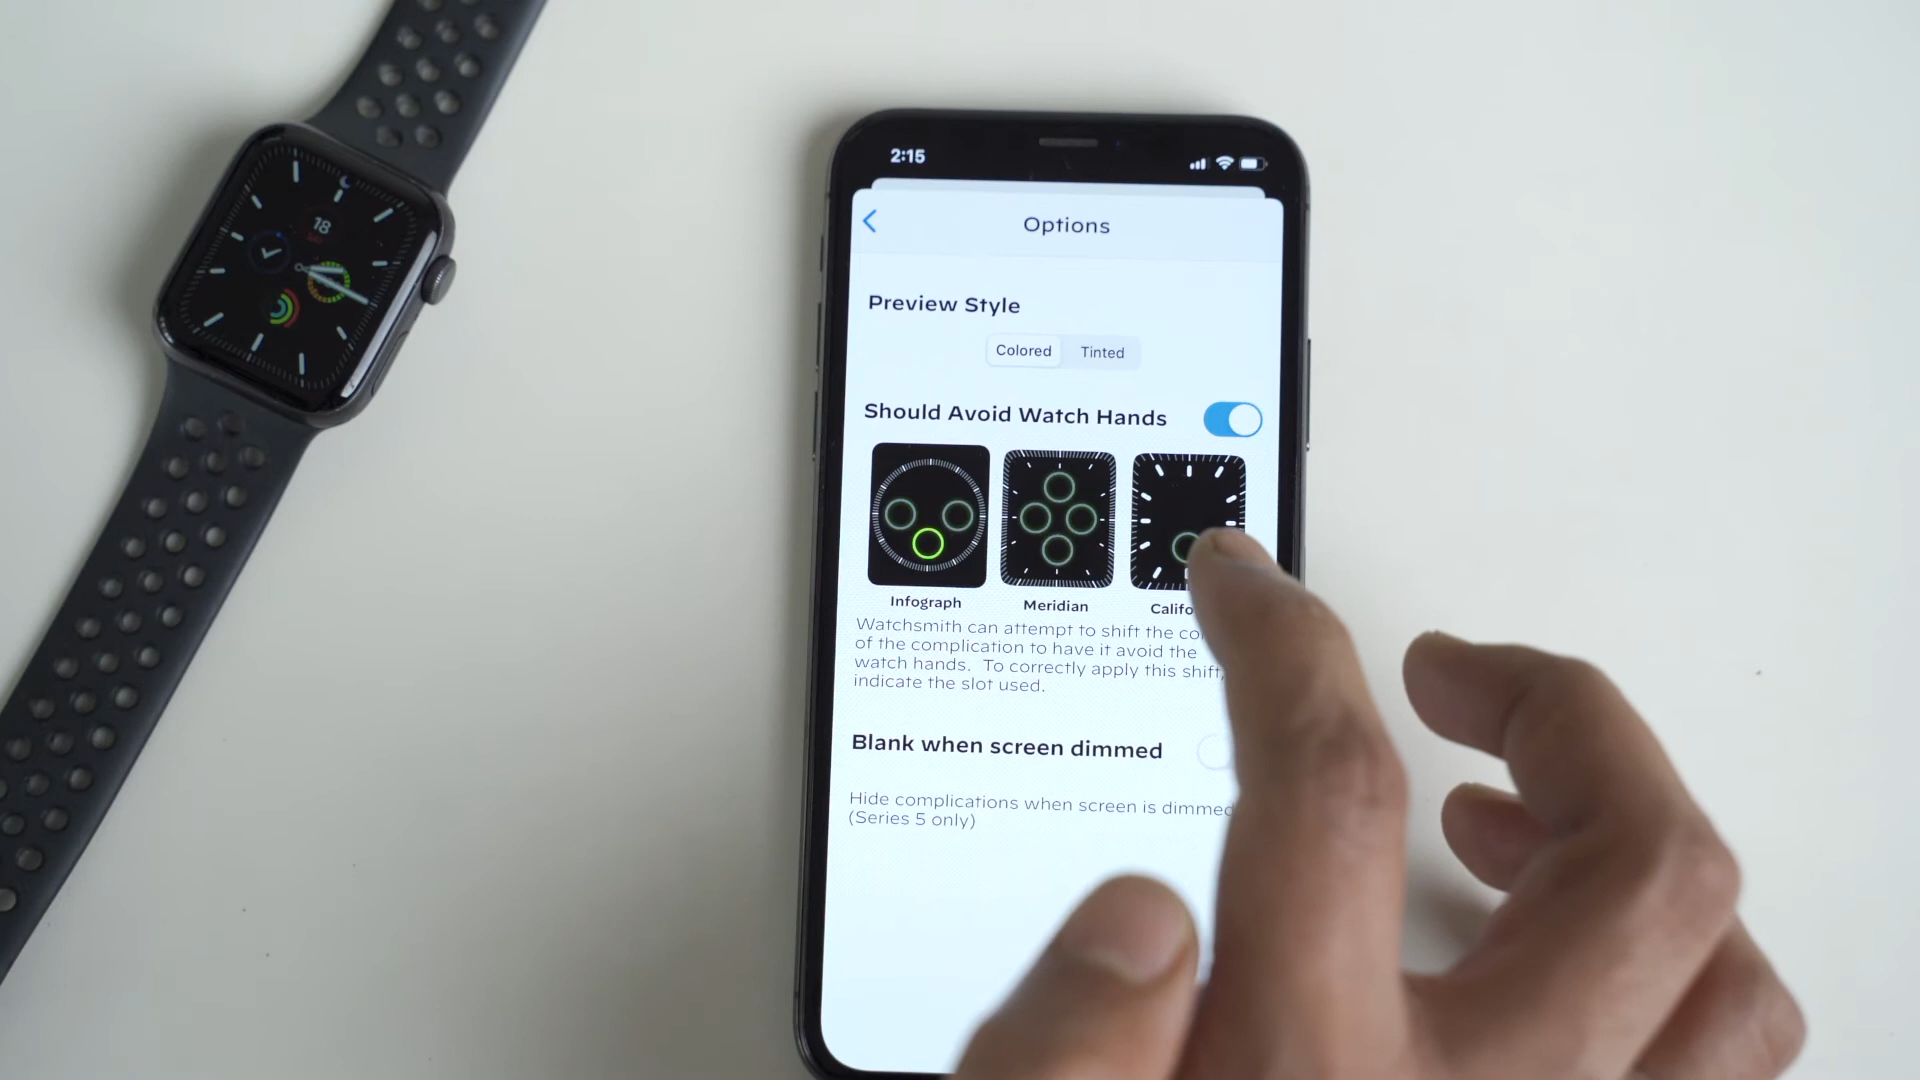 18
2:15
Options
Preview Style
Colored Tinted
Should Avoid Watch Hands
Infograph Meridian Califo
Watchsmith can attempt to shift the co
of the complication to have it avoid the
watch hands. To correctly apply this shift,
indicate the slot used.
Blank when screen dimmed
Hide complications when screen is dimmed
(Series 5 only)